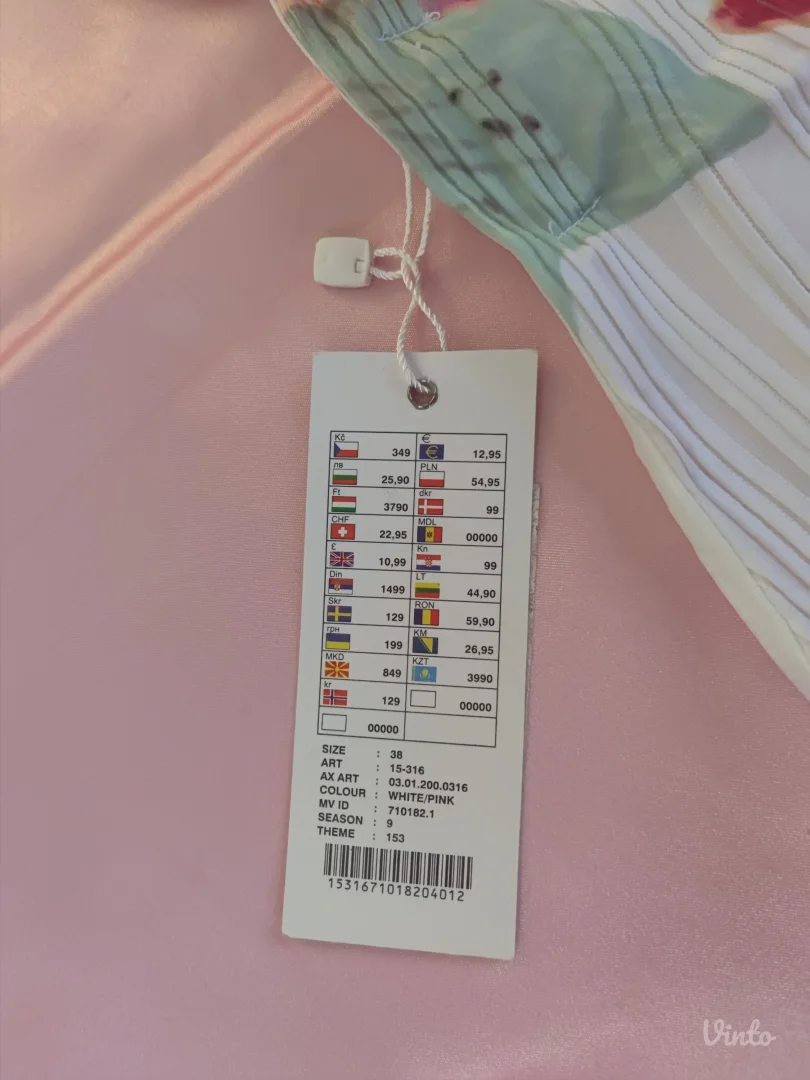 Kč 349 € 12,95
лв 25,90 PLN 54,95
Ft 3790 dkr 99
CHF 22,95 MDL 00000
£ 10,99 Kn 99
Din 1499 LT 44,90
Skr 129 RON 59,90
грн 199 KM 26,95
MKD 849 KZT 3990
kr 129 00000
00000
SIZE : 38
ART : 15-316
AX ART : 03.01.200.0316
COLOUR : WHITE/PINK
MV ID : 710182.1
SEASON : 9
THEME : 153
1531671018204012
Vinto